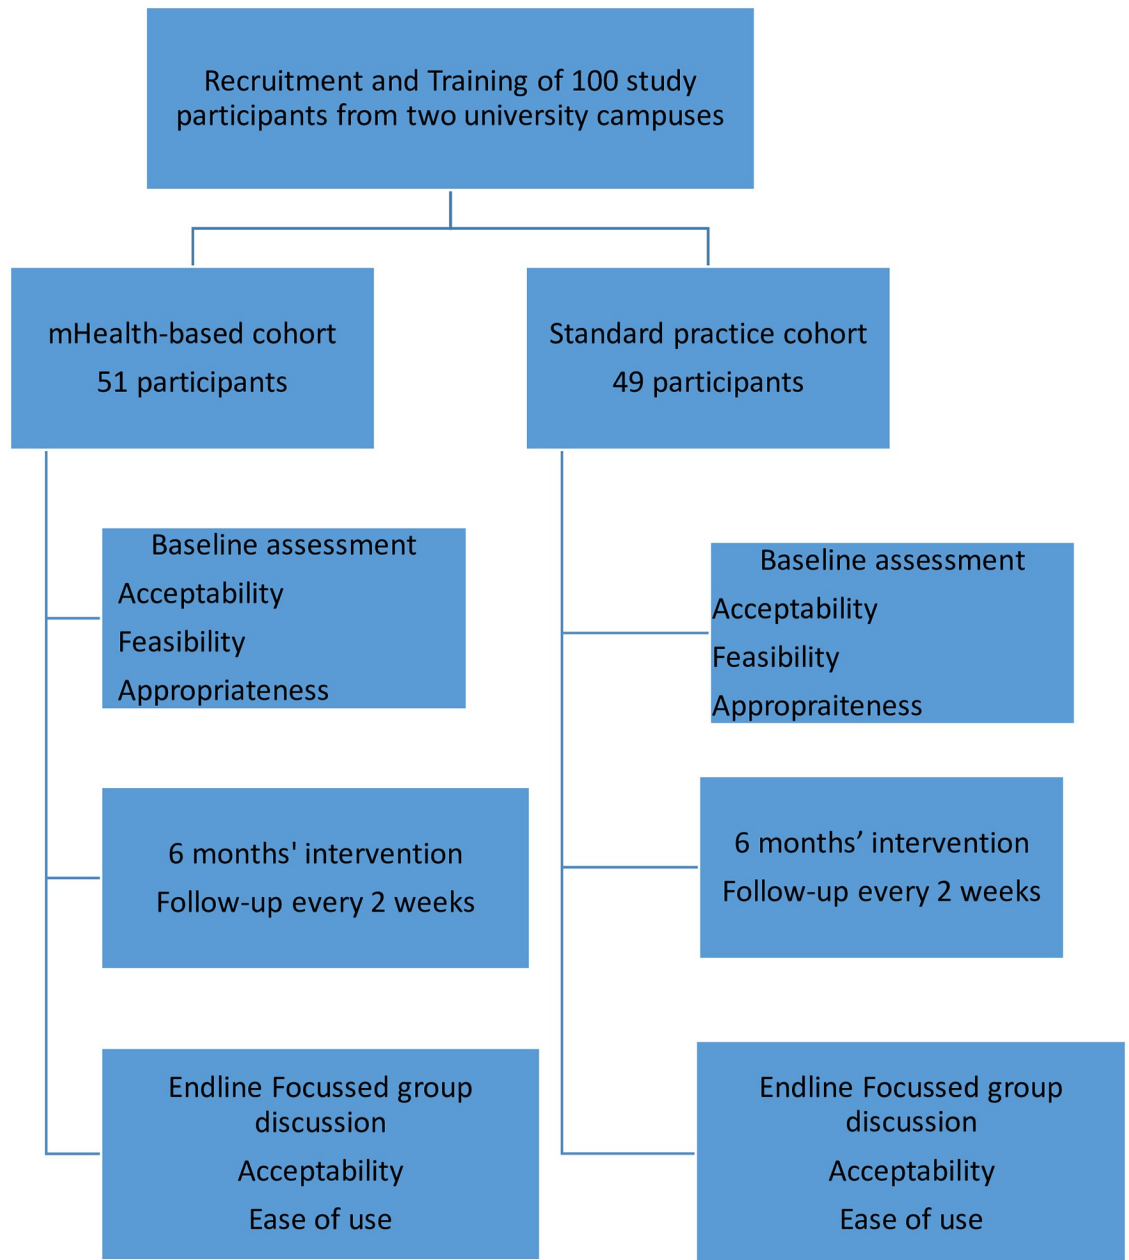 Recruitment and Training of 100 study
participants from two university campuses
mHealth-based cohort
51 participants
Standard practice cohort
49 participants
Baseline assessment
Acceptability
Feasibility
Appropriateness
Baseline assessment
Acceptability
Feasibility
Appropraiteness
6 months' intervention
Follow-up every 2 weeks
6 months’ intervention
Follow-up every 2 weeks
Endline Focussed group
discussion
Acceptability
Ease of use
Endline Focussed group
discussion
Acceptability
Ease of use